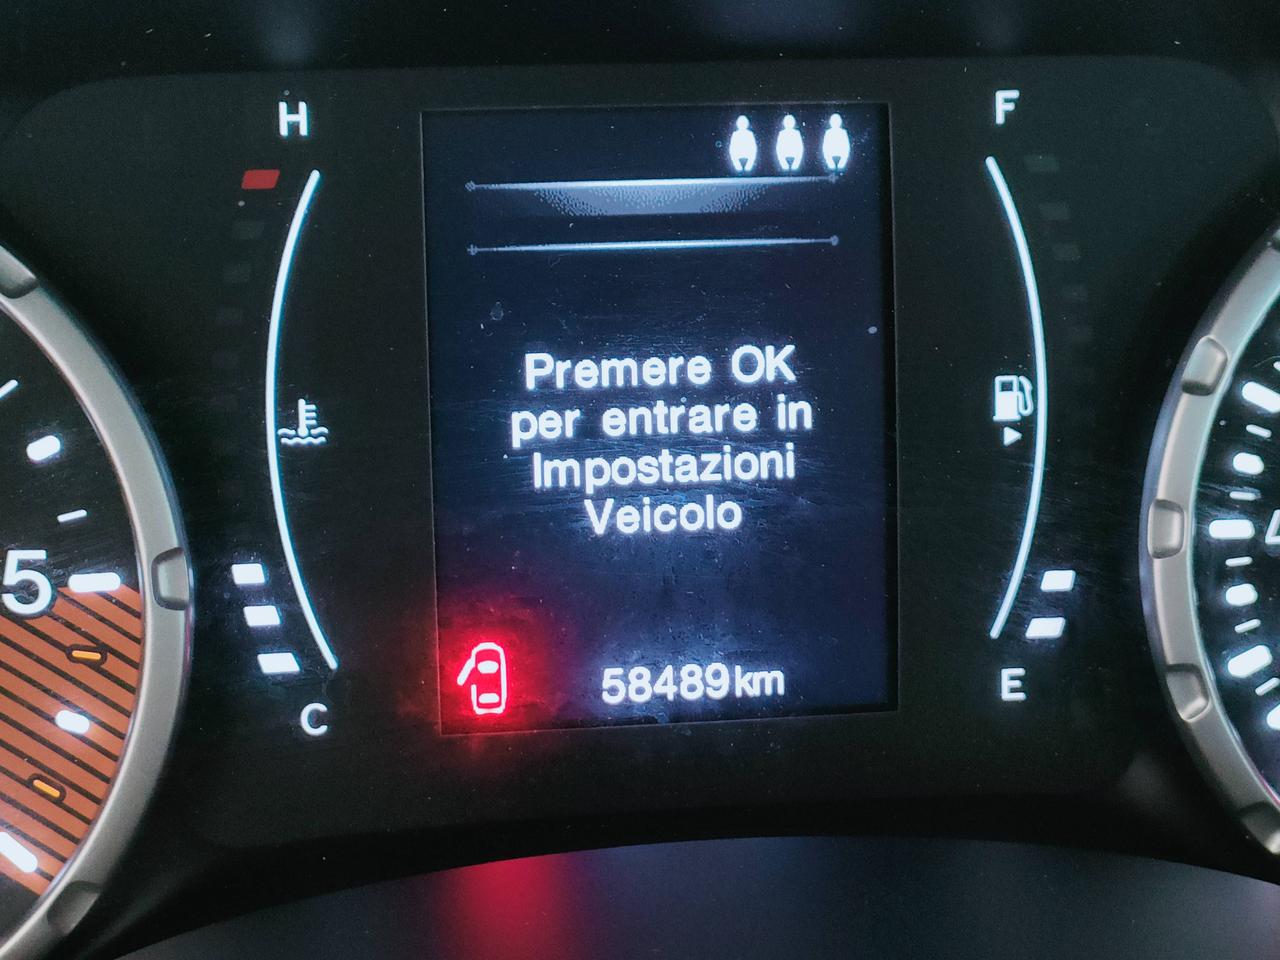 H
F
Premere OK
per entrare in
Impostazioni
Veicolo
5
58489km
C
E